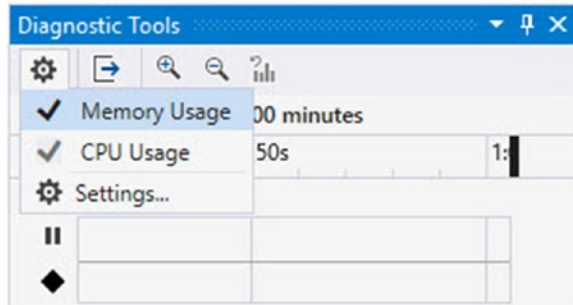 Diagnostic Tools
Memory Usage
00 minutes
CPU Usage
50s
1:
Settings...